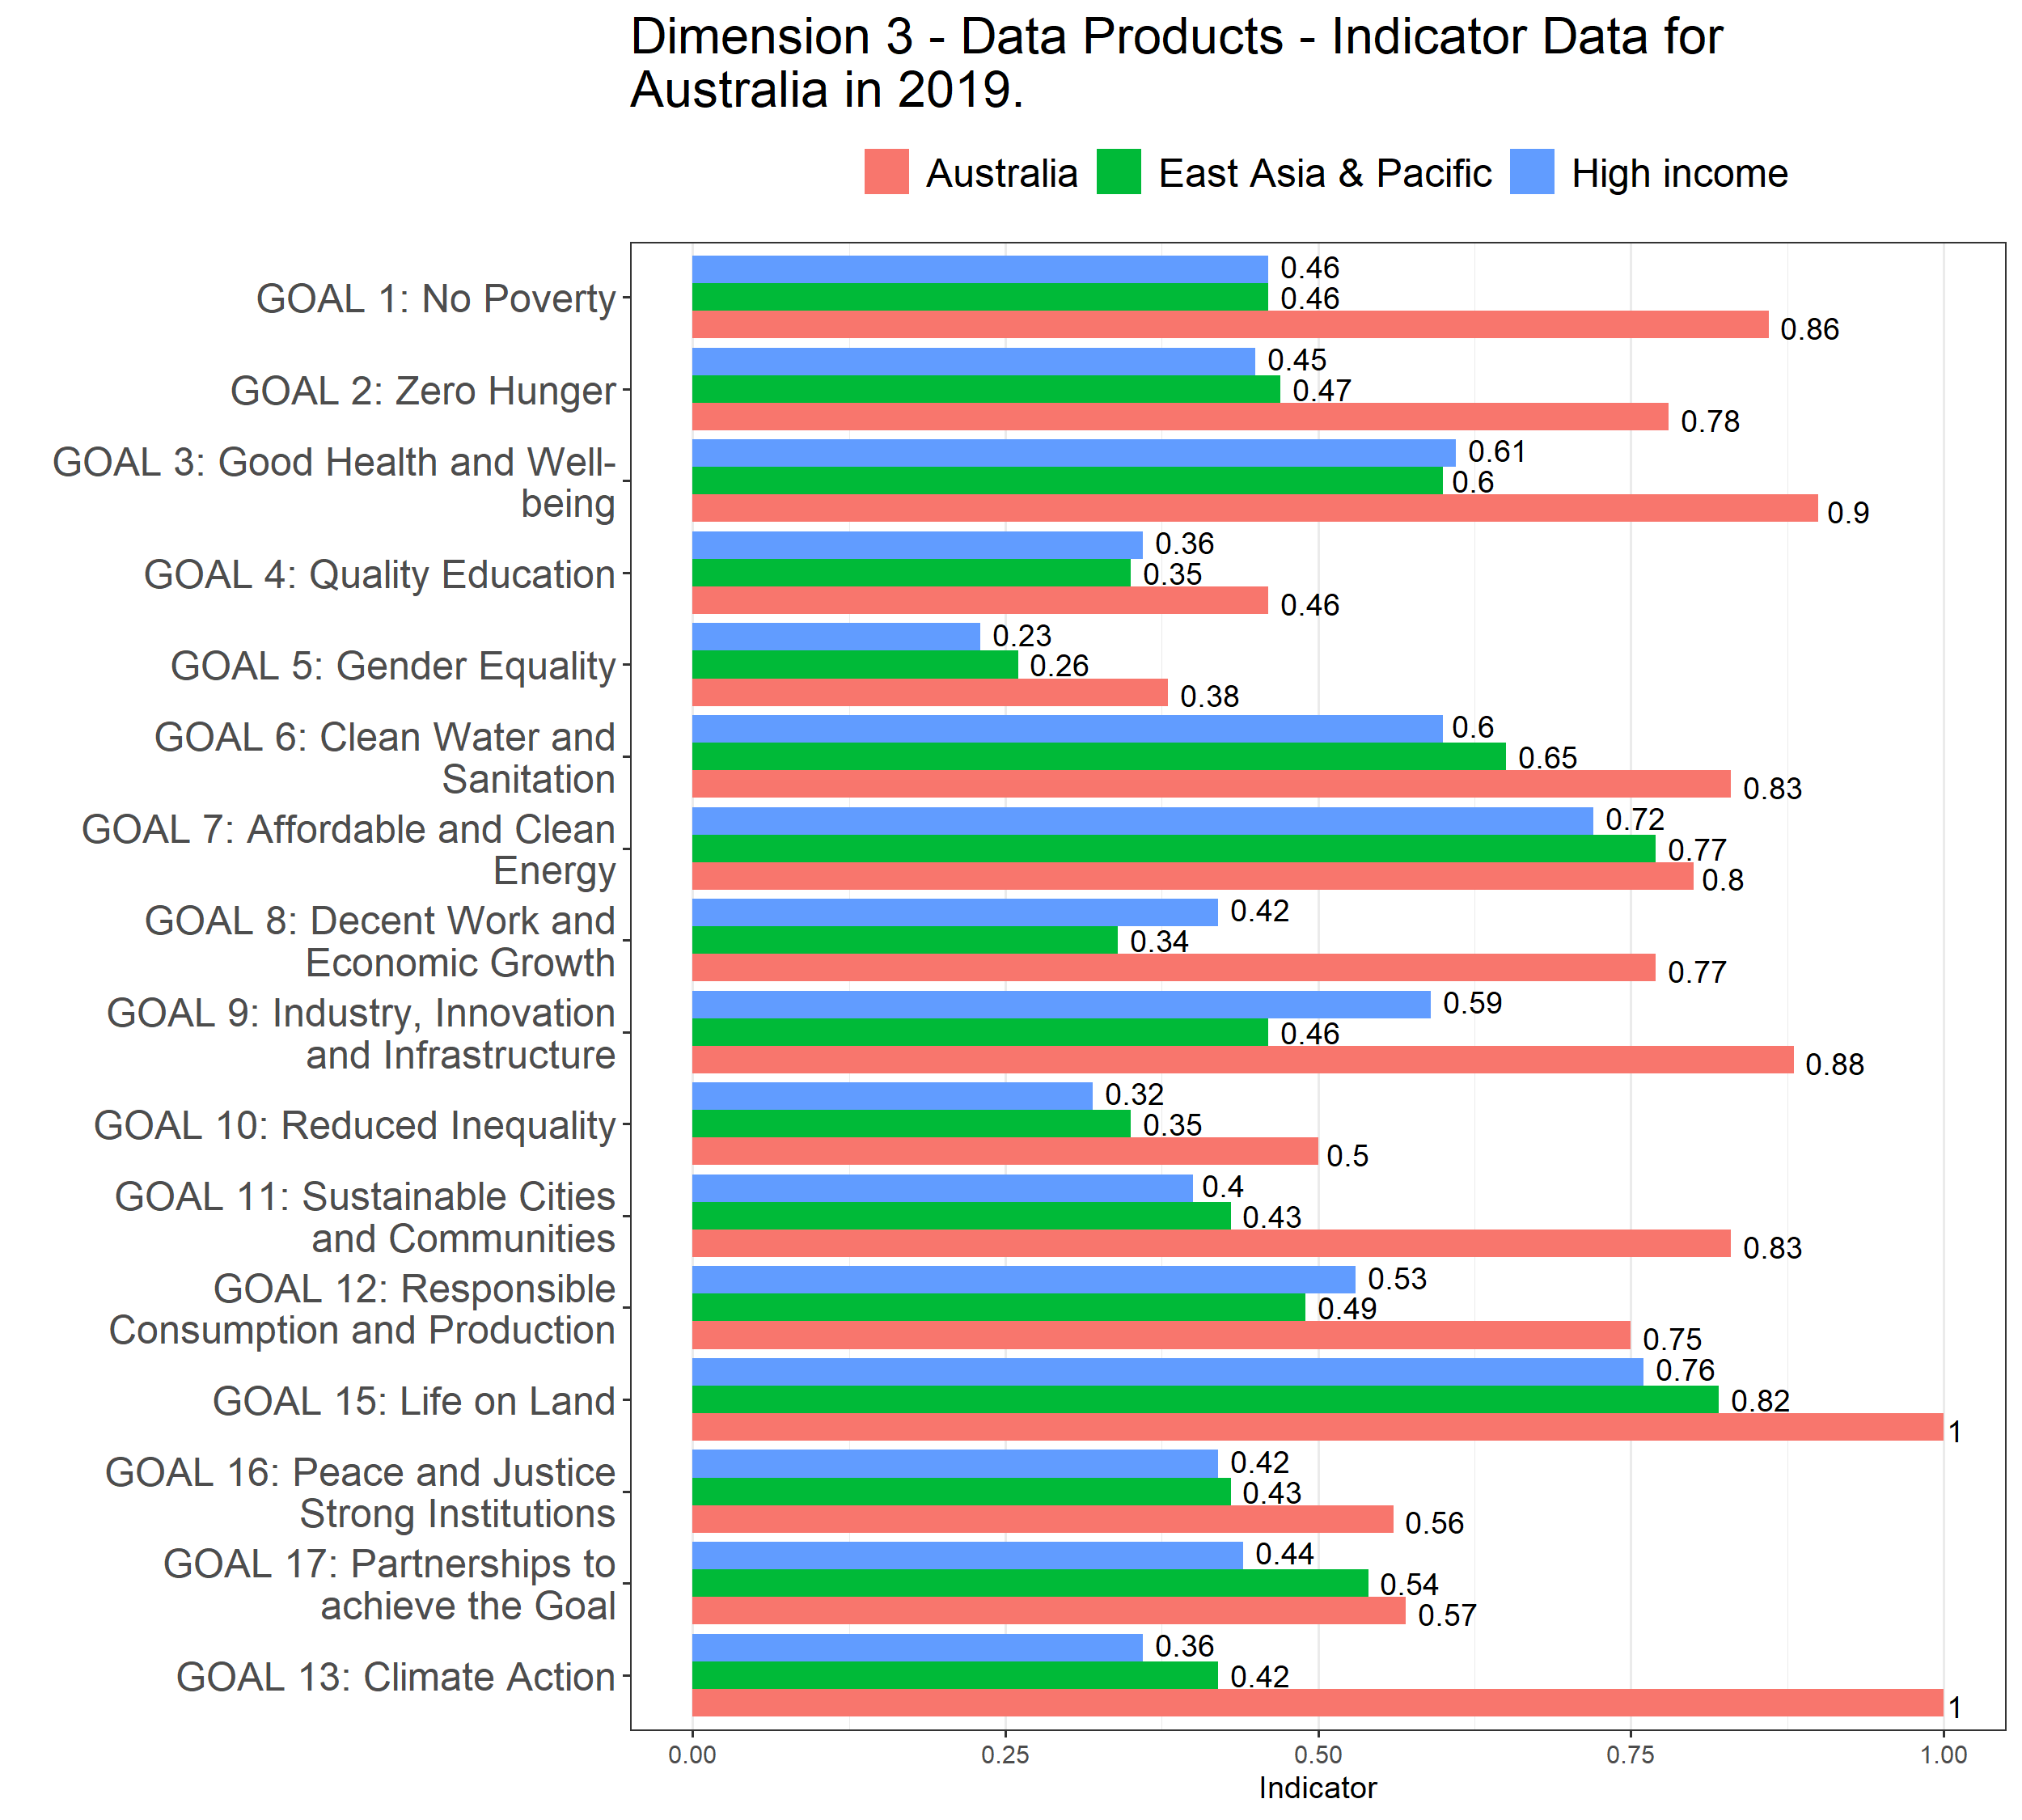 Dimension 3 - Data Products - Indicator Data for
Australia in 2019.
Australia East Asia & Pacific High income
GOAL 1: No Poverty
0.46
0.46
0.86
GOAL 2: Zero Hunger
0.45
0.47
0.78
GOAL 3: Good Health and Well-
being
0.61
0.6
0.9
GOAL 4: Quality Education
0.36
0.35
0.46
GOAL 5: Gender Equality
0.23
0.26
0.38
GOAL 6: Clean Water and
Sanitation
0.6
0.65
0.83
GOAL 7: Affordable and Clean
Energy
0.72
0.77
0.8
GOAL 8: Decent Work and
Economic Growth
0.42
0.34
0.77
GOAL 9: Industry, Innovation
and Infrastructure
0.59
0.46
0.88
GOAL 10: Reduced Inequality
0.32
0.35
0.5
GOAL 11: Sustainable Cities
and Communities
0.4
0.43
0.83
GOAL 12: Responsible
Consumption and Production
0.53
0.49
0.75
GOAL 15: Life on Land
0.76
0.82
1
GOAL 16: Peace and Justice
Strong Institutions
0.42
0.43
0.56
GOAL 17: Partnerships to
achieve the Goal
0.44
0.54
0.57
GOAL 13: Climate Action
0.36
0.42
1
0.00 0.25 0.50 0.75 1.00
Indicator